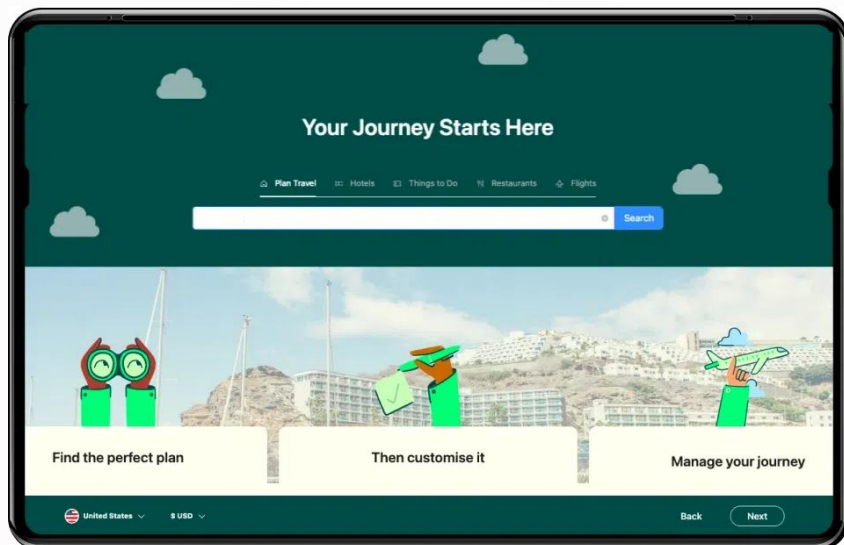 Your Journey Starts Here
Plan Travel Hotels Things to Do Restaurants Flights
Search
Find the perfect plan
Then customise it
Manage your journey
United States $ USD Back Next